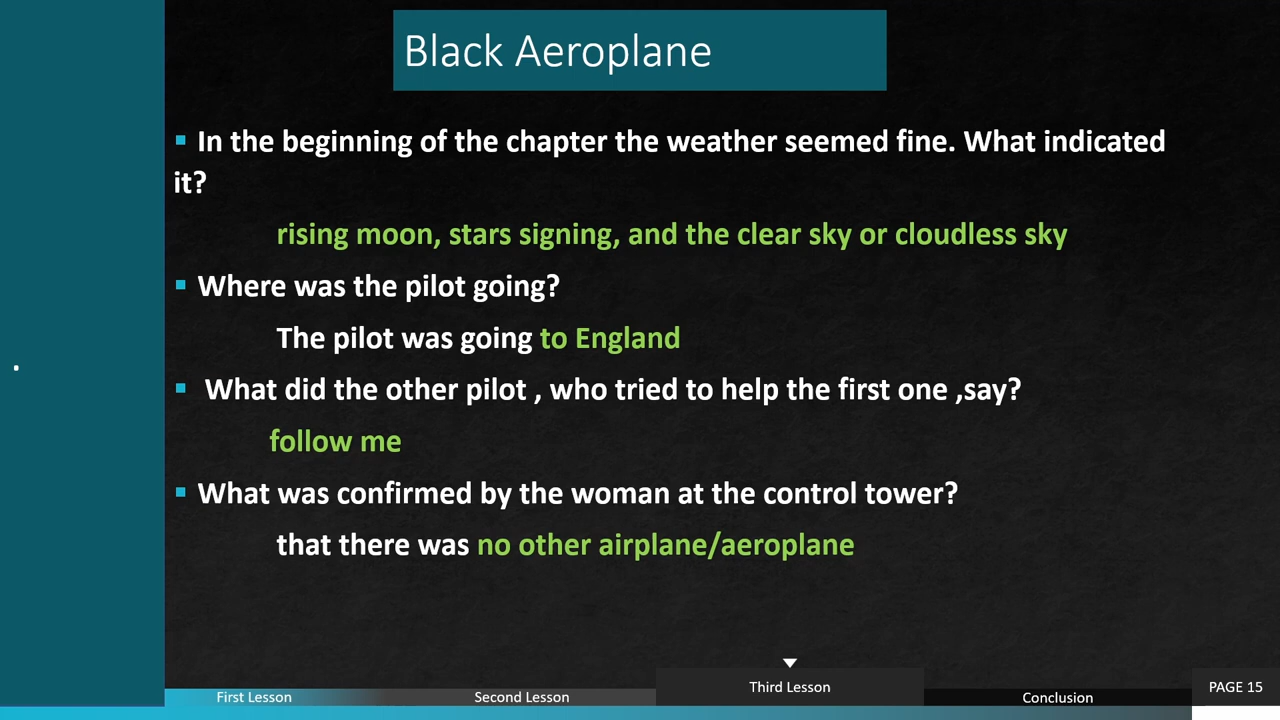 Black Aeroplane
In the beginning of the chapter the weather seemed fine. What indicated
it?
rising moon, stars signing, and the clear sky or cloudless sky
Where was the pilot going?
The pilot was going to England
What did the other pilot , who tried to help the first one ,say?
follow me
What was confirmed by the woman at the control tower?
that there was no other airplane/aeroplane
.
First Lesson
Second Lesson
Third Lesson
Conclusion
PAGE 15